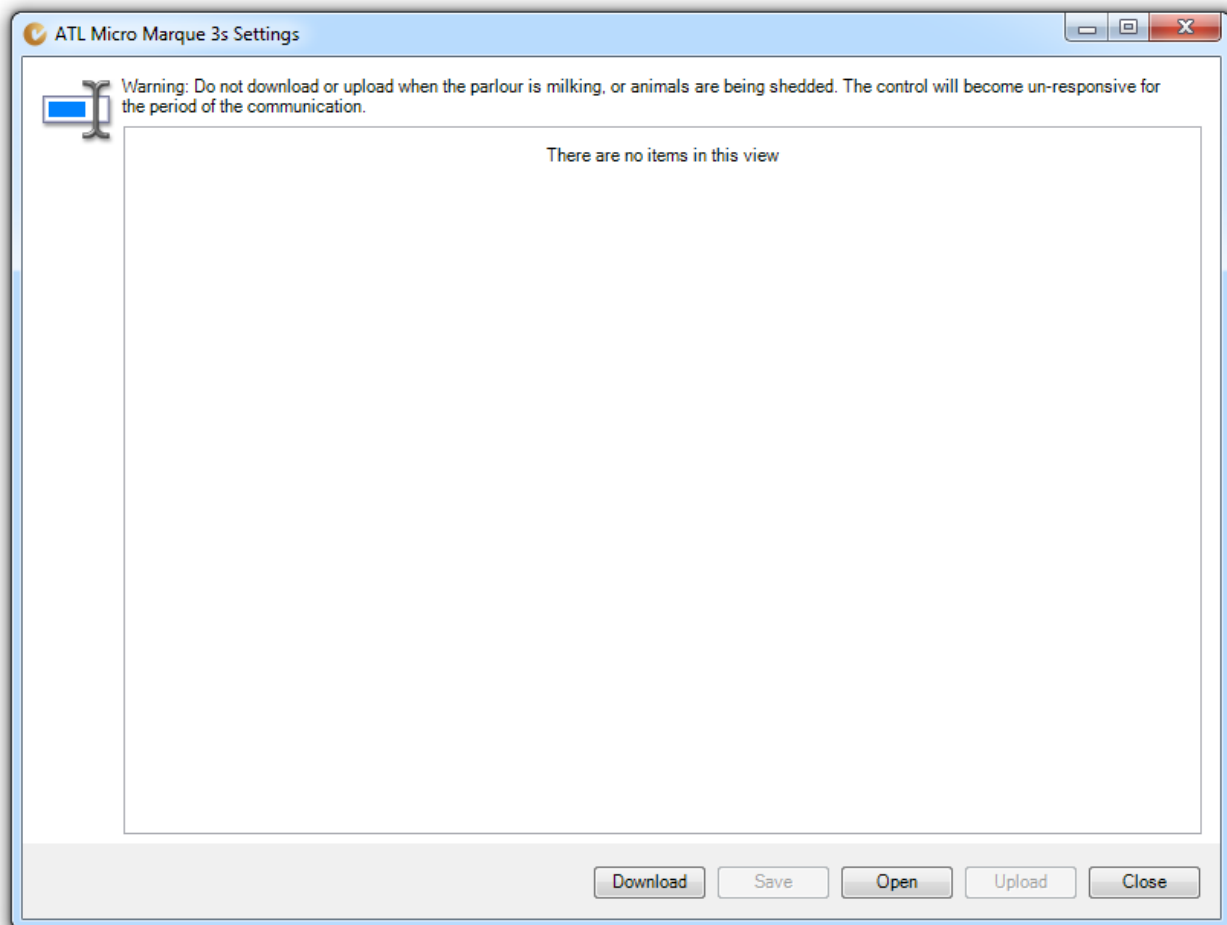 ATL Micro Marque 3s Settings
Warning: Do not download or upload when the parlour is milking, or animals are being shedded. The control will become un-responsive for
the period of the communication.
There are no items in this view
Download Save Open Upload Close